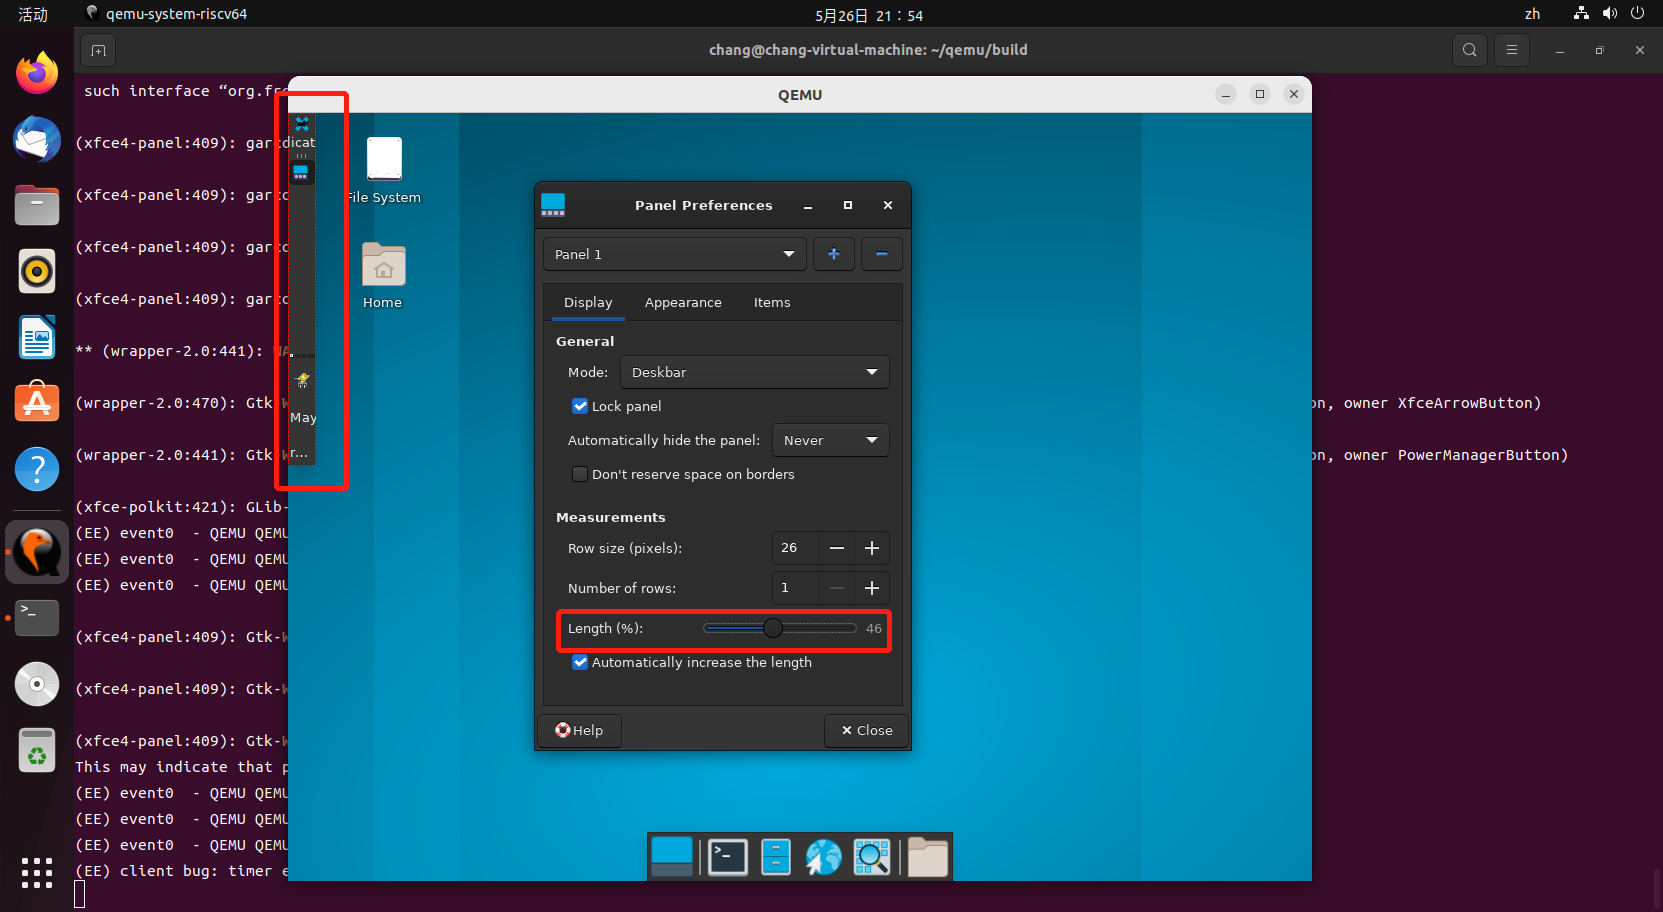 活动
qemu-system-riscv64
5月26日 21：54
zh
chang@chang-virtual-machine: ~/qemu/build
such interface “org.fre
QEMU
(xfce4-panel:409):
(xfce4-panel:409):
(xfce4-panel:409):
(xfce4-panel:409):
** (wrapper-2.0:441):
(wrapper-2.0:470): Gtk-W
on, owner XfceArrowButton)
(wrapper-2.0:441): Gtk-W
on, owner PowerManagerButton)
(xfce-polkit:421): GLib-
(EE) event0 - QEMU QEMU
(EE) event0 - QEMU QEMU
(EE) event0 - QEMU QEMU
(xfce4-panel:409): Gtk-W
(xfce4-panel:409): Gtk-W
(xfce4-panel:409): Gtk-W
This may indicate that p
(EE) event0 - QEMU QEMU
(EE) event0 - QEMU QEMU
(EE) event0 - QEMU QEMU
(EE) client bug: timer e
dicat
May
r...
File System
Home
Panel Preferences
Panel 1
Display
Appearance
Items
General
Mode:
Deskbar
Lock panel
Automatically hide the panel:
Never
Don't reserve space on borders
Measurements
Row size (pixels):
26
Number of rows:
1
Length (%):
46
Automatically increase the length
Help
Close